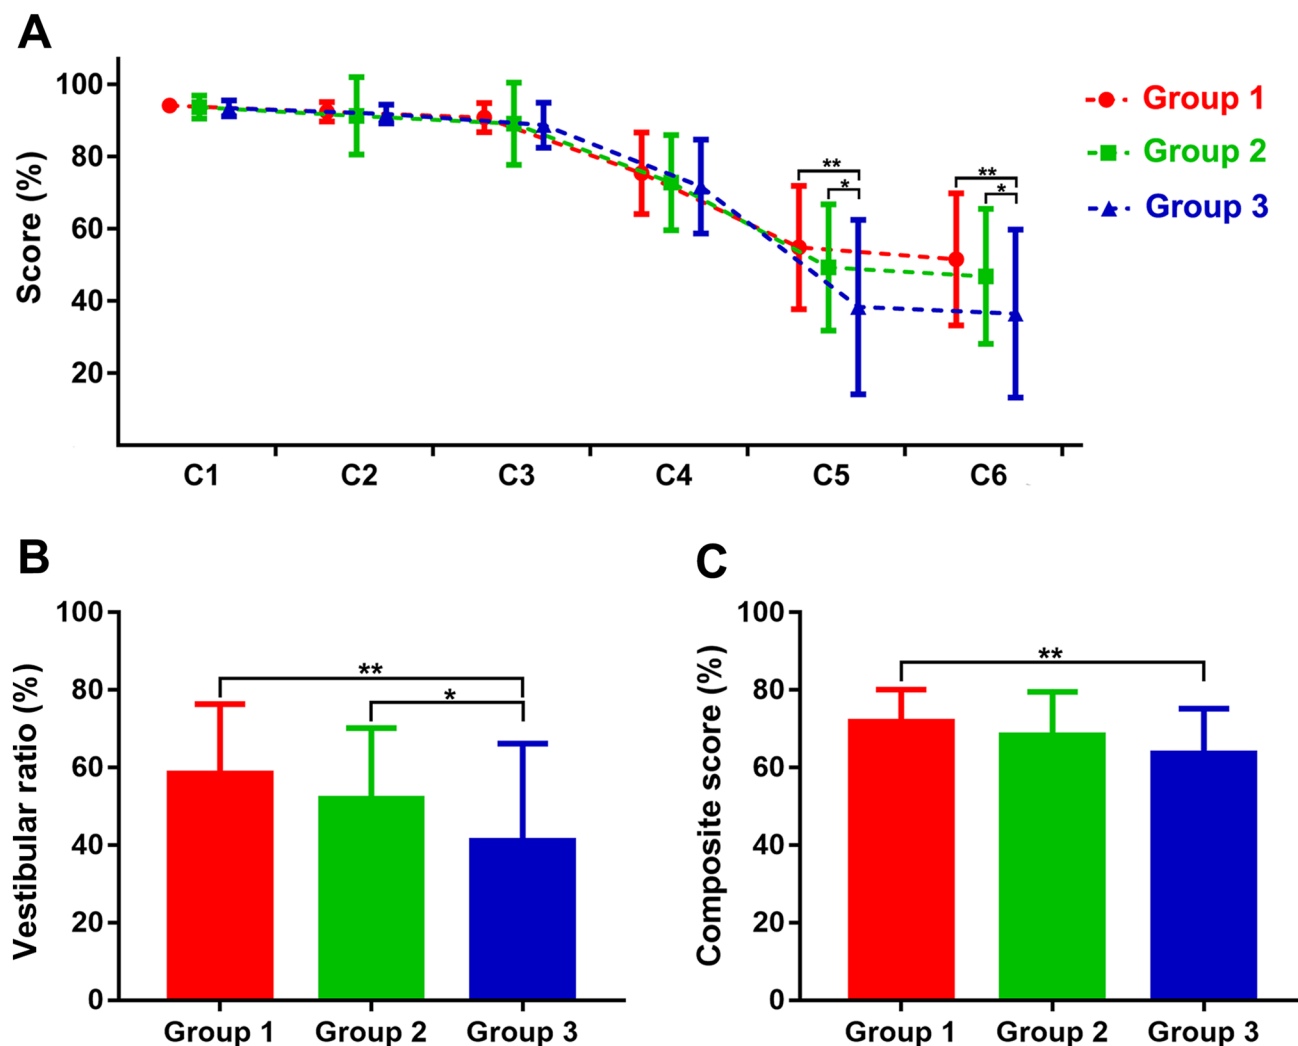 A
Score (%)
100
80
60
40
20
** 
*
**
*
C1 C2 C3 C4 C5 C6
Group 1
Group 2
Group 3
B
Vestibular ratio (%)
100
80
60
40
20
0
**
*
Group 1 Group 2 Group 3
C
Composite score (%)
100
80
60
40
20
0
**
Group 1 Group 2 Group 3